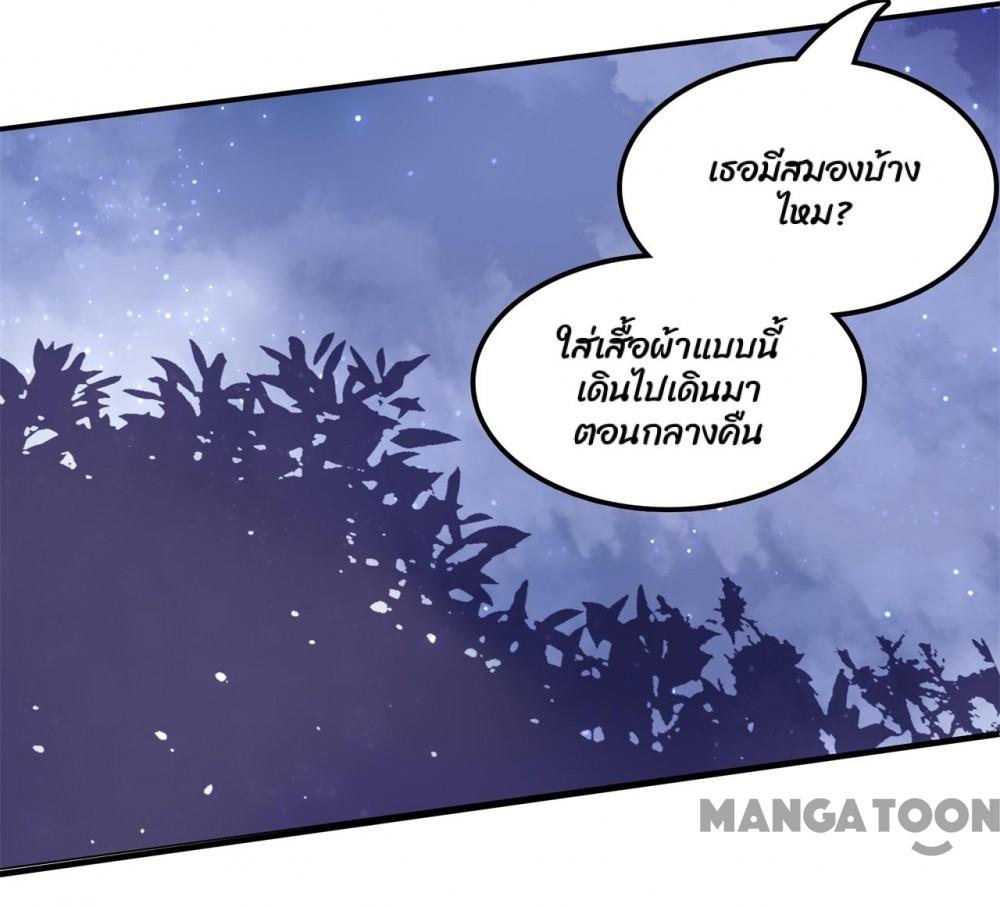 เธอมีสมองบ้าง
ไหม?
ใส่เสื้อผ้าแบบนี้
เดินไปเดินมา
ตอนกลางคืน
MANGATOON